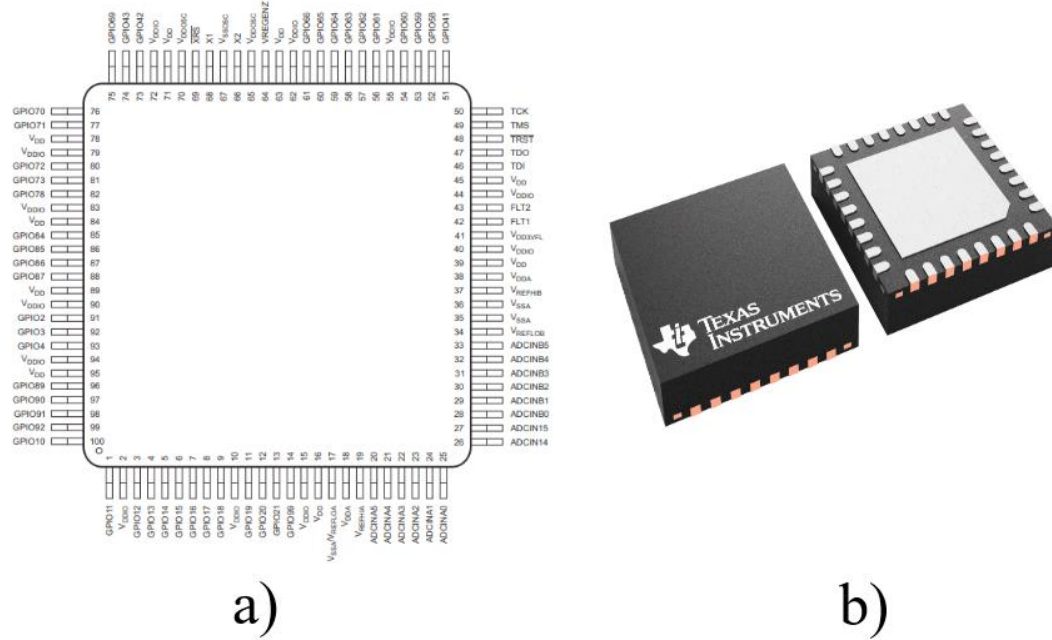 GPIO69
GPIO43
GPIO42
VDDIO
VDD
VDDOSC
XRS
X1
VSSOSC
X2
VDDOSC
VREGENZ
VDD
VDDIO
GPIO66
GPIO65
GPIO64
GPIO63
GPIO62
GPIO61
VDDIO
GPIO60
GPIO59
GPIO58
GPIO41
75
74
73
72
71
70
69
68
67
66
65
64
63
62
61
60
59
58
57
56
55
54
53
52
51
GPIO70 76
GPIO71 77
VDD 78
VDDIO 79
GPIO72 80
GPIO73 81
GPIO78 82
VDDIO 83
VDD 84
GPIO84 85
GPIO85 86
GPIO86 87
GPIO87 88
VDD 89
VDDIO 90
GPIO2 91
GPIO3 92
GPIO4 93
VDDIO 94
VDD 95
GPIO89 96
GPIO90 97
GPIO91 98
GPIO92 99
GPIO10 100
50 TCK
49 TMS
48 TRST
47 TDO
46 TDI
45 VDD
44 VDDIO
43 FLT2
42 FLT1
41 VDD3VFL
40 VDDIO
39 VDD
38 VDDA
37 VREFHIB
36 VSSA
35 VSSA
34 VREFLOB
33 ADCINB5
32 ADCINB4
31 ADCINB3
30 ADCINB2
29 ADCINB1
28 ADCINB0
27 ADCIN15
26 ADCIN14
1
2
3
4
5
6
7
8
9
10
11
12
13
14
15
16
17
18
19
20
21
22
23
24
25
GPIO11
VDDIO
GPIO12
GPIO13
GPIO14
GPIO15
GPIO16
GPIO17
GPIO18
VDDIO
GPIO19
GPIO20
GPIO21
GPIO99
VDDIO
VDD
VSSA/VREFLOA
VDDA
VREFHIA
ADCINA5
ADCINA4
ADCINA3
ADCINA2
ADCINA1
ADCINA0
TEXAS
INSTRUMENTS
a)
b)